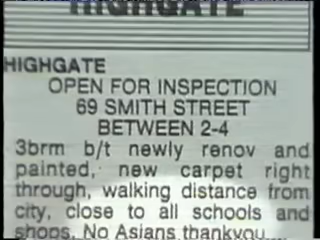 HIGHGATE
HIGHGATE
OPEN FOR INSPECTION
69 SMITH STREET
BETWEEN 2-4
3brm b/t newly renov and
painted, new carpet right
through, walking distance from
city, close to all schools and
shops. No Asians thankyou....